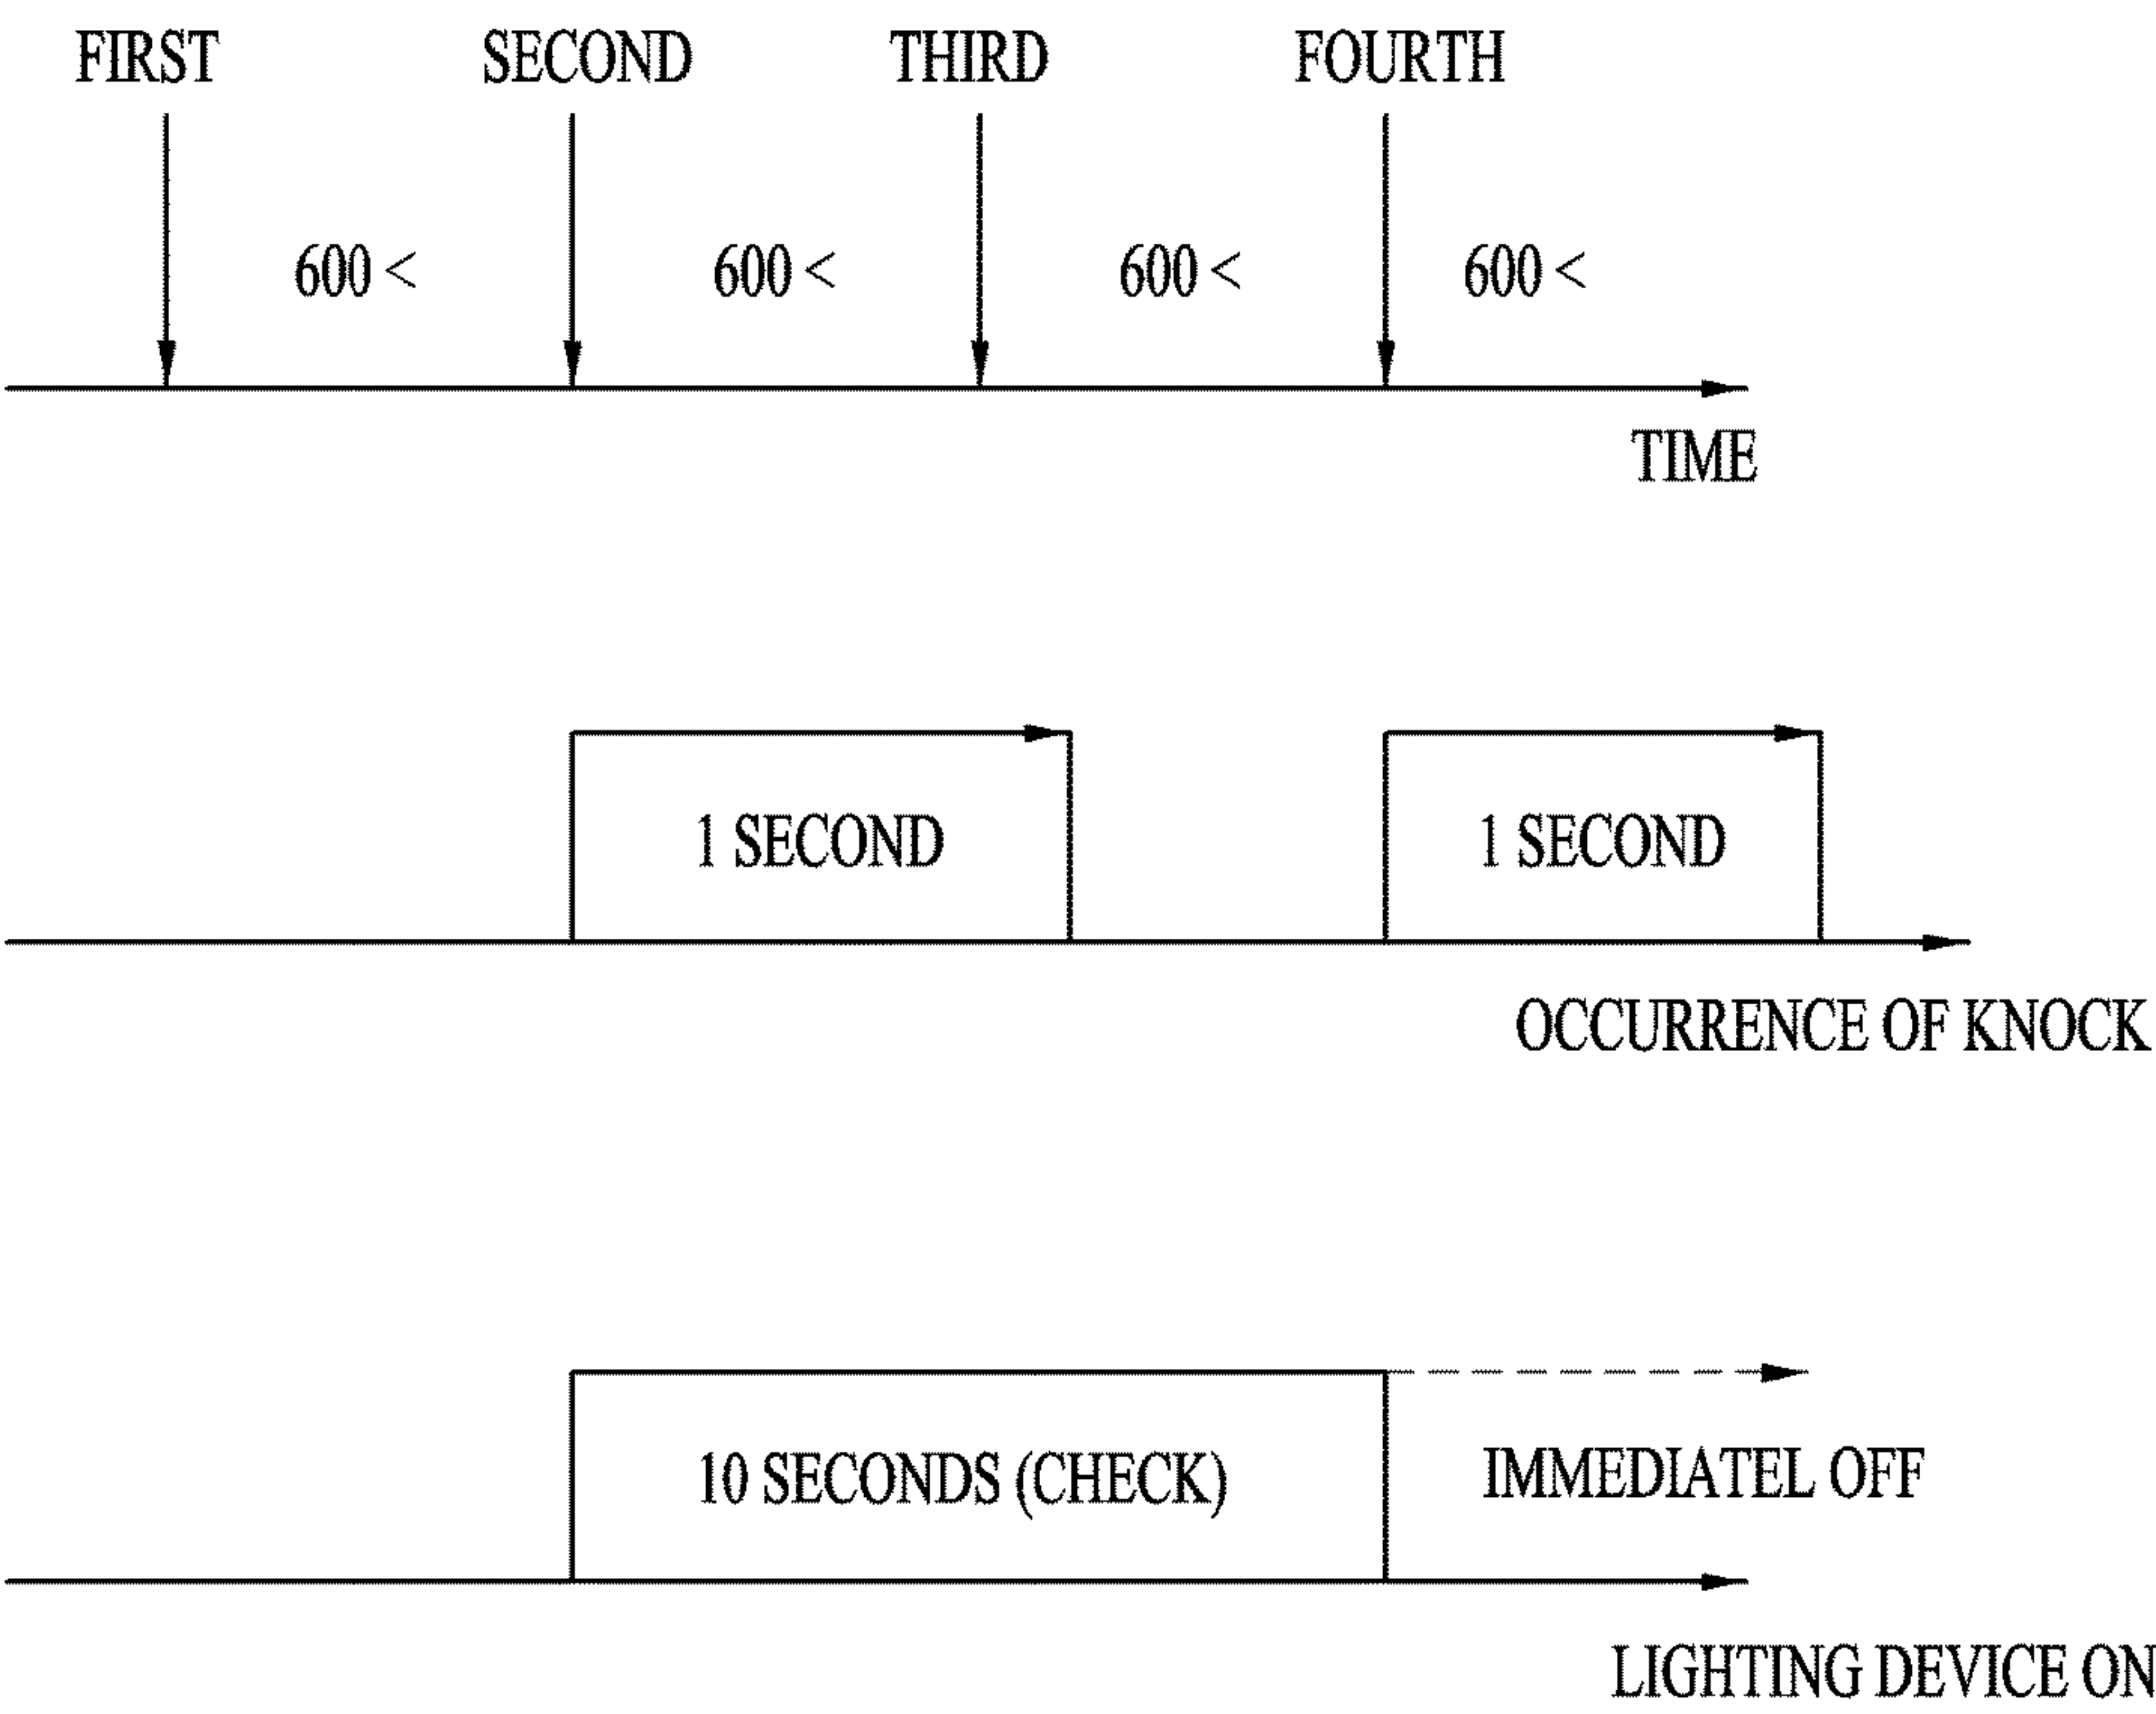 FIRST SECOND THIRD FOURTH
600 < 600 < 600 < 600 <
TIME
1 SECOND 1 SECOND
OCCURRENCE OF KNOCK
10 SECONDS (CHECK) IMMEDIATEL OFF
LIGHTING DEVICE ON